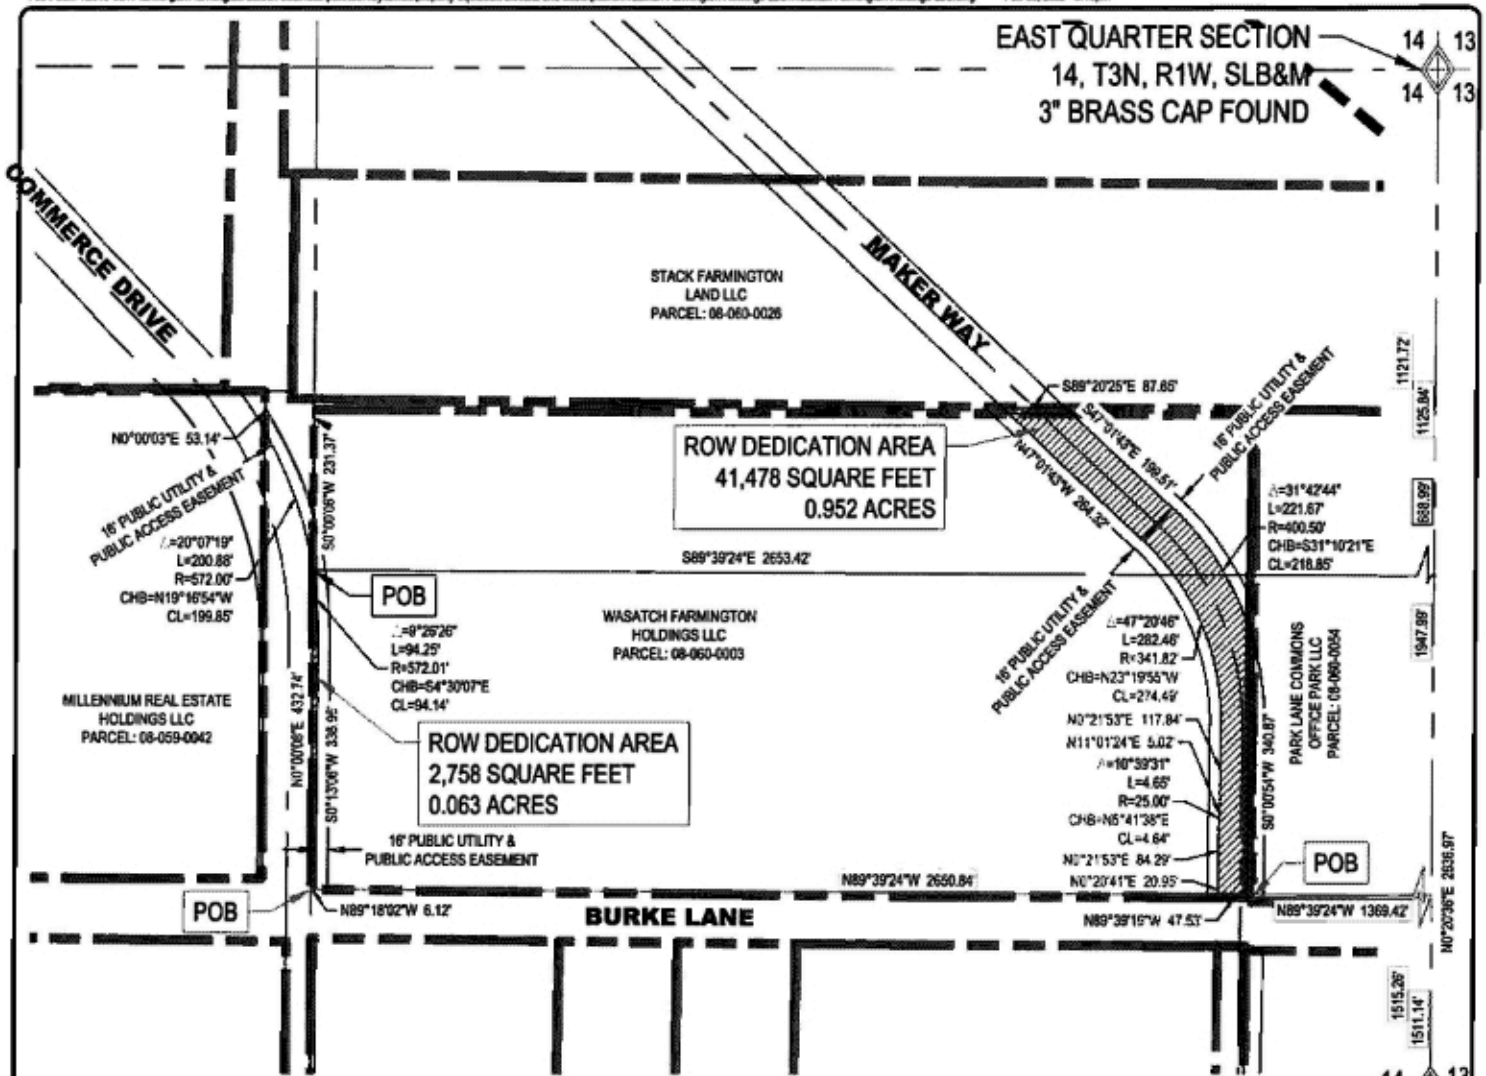 EAST QUARTER SECTION
14, T3N, R1W, SLB&M
3" BRASS CAP FOUND
14 13
14 13
COMMERCE DRIVE
MAKER WAY
STACK FARMINGTON
LAND LLC
PARCEL: 08-060-0026
1121.72'
1125.84'
S89°20'25"E 87.65'
S47°01'43"E 199.51'
16' PUBLIC UTILITY &
PUBLIC ACCESS EASEMENT
N0°00'03"E 53.14'
S0°00'06"W 231.37'
16' PUBLIC UTILITY &
PUBLIC ACCESS EASEMENT
ROW DEDICATION AREA
41,478 SQUARE FEET
0.952 ACRES
N47°01'43"W 264.32'
△=31°42'44"
L=221.67'
R=400.50'
CHB=S31°10'21"E
CL=218.85'
688.99'
△=20°07'19"
L=200.88'
R=572.00'
CHB=N19°16'54"W
CL=199.85'
S89°39'24"E 2653.42'
POB
△=9°26'26"
L=94.25'
R=572.01'
CHB=S4°30'07"E
CL=94.14'
WASATCH FARMINGTON
HOLDINGS LLC
PARCEL: 08-060-0003
16' PUBLIC UTILITY &
PUBLIC ACCESS EASEMENT
△=47°20'46"
L=282.46'
R=341.82'
CHB=N23°19'55"W
CL=274.49'
1947.99'
MILLENNIUM REAL ESTATE
HOLDINGS LLC
PARCEL: 08-059-0042
N0°00'08"E 432.74'
S0°13'06"W 338.95'
ROW DEDICATION AREA
2,758 SQUARE FEET
0.063 ACRES
N0°21'53"E 117.84'
N11°01'24"E 5.02'
△=10°39'31"
L=4.65'
R=25.00'
CHB=N5°41'38"E
CL=4.64'
N0°21'53"E 84.29'
N0°20'41"E 20.95'
S0°00'54"W 340.87'
PARK LANE COMMONS
OFFICE PARK LLC
PARCEL: 08-060-0054
16' PUBLIC UTILITY &
PUBLIC ACCESS EASEMENT
POB
N89°39'24"W 2650.84'
POB
N89°18'02"W 6.12'
BURKE LANE
N89°39'19"W 47.53'
N89°39'24"W 1369.42'
N0°20'36"E 2636.97'
1515.26'
1511.14'